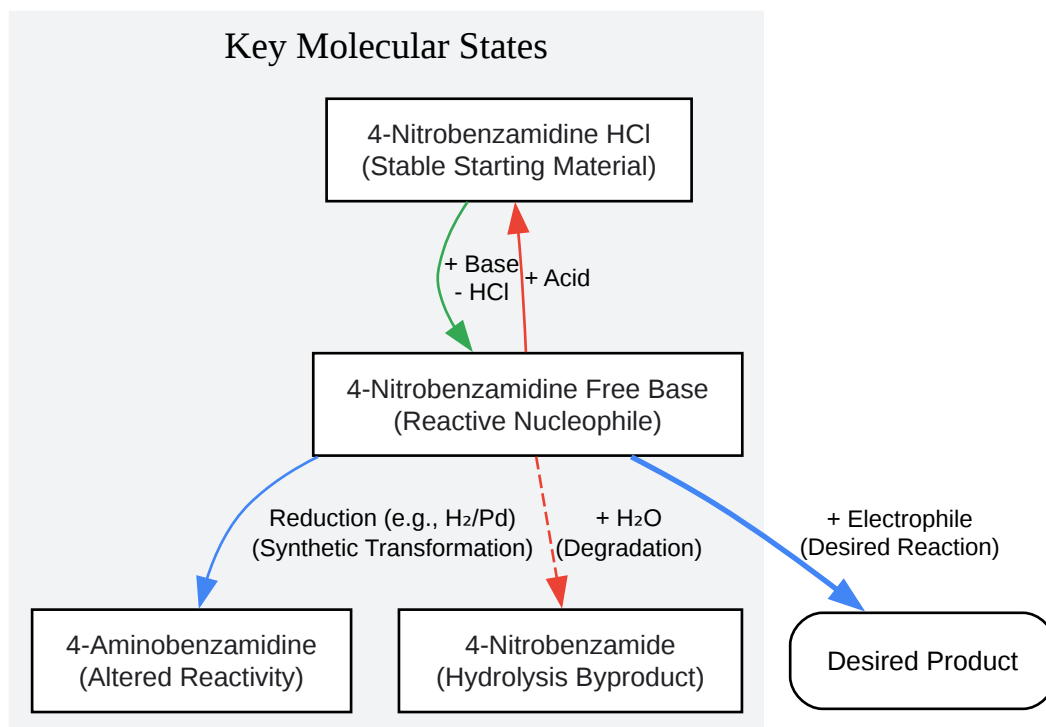 Key Molecular States
4-Nitrobenzamidine HCl
(Stable Starting Material)
+ Base
- HCl
+ Acid
4-Nitrobenzamidine Free Base
(Reactive Nucleophile)
Reduction (e.g., H₂/Pd)
(Synthetic Transformation)
+ H₂O
(Degradation)
+ Electrophile
(Desired Reaction)
4-Aminobenzamidine
(Altered Reactivity)
4-Nitrobenzamide
(Hydrolysis Byproduct)
Desired Product